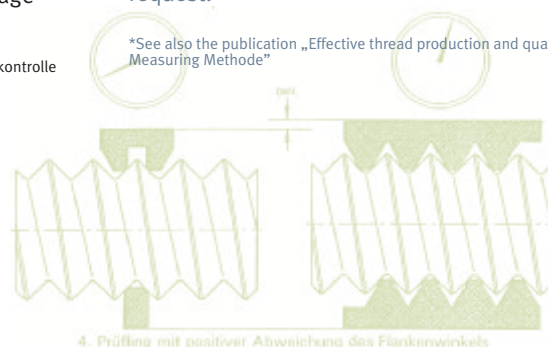 age
request.
kontrolle
*See also the publication „Effective thread production and qua
Measuring Methode”
4. Prüfling mit positiver Abweichung des Flankenwinkels